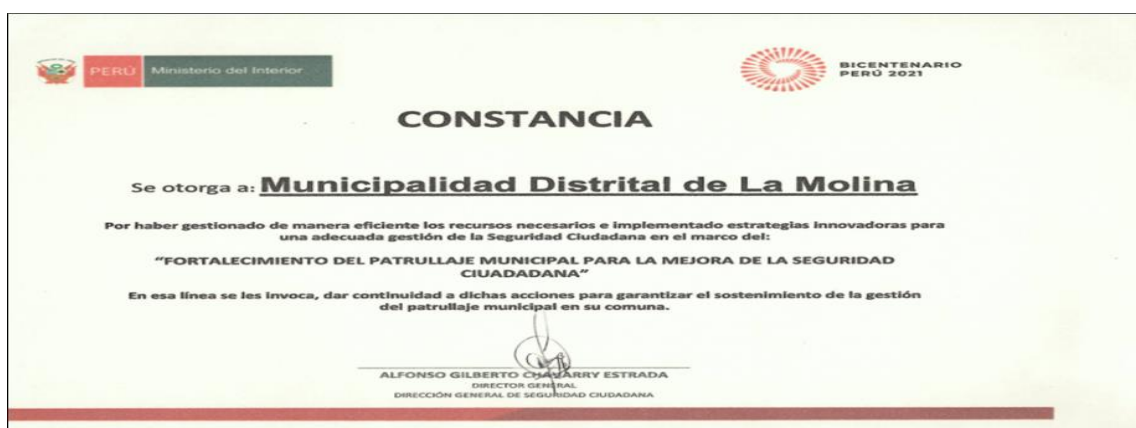 PERÚ Ministerio del Interior
BICENTENARIO
PERÚ 2021
CONSTANCIA
Se otorga a: Municipalidad Distrital de La Molina
Por haber gestionado de manera eficiente los recursos necesarios e implementado estrategias innovadoras para
una adecuada gestión de la Seguridad Ciudadana en el marco del:
"FORTALECIMIENTO DEL PATRULLAJE MUNICIPAL PARA LA MEJORA DE LA SEGURIDAD
CIUADADANA"
En esa línea se les invoca, dar continuidad a dichas acciones para garantizar el sostenimiento de la gestión
del patrullaje municipal en su comuna.
ALFONSO GILBERTO CHAVARRY ESTRADA
DIRECTOR GENERAL
DIRECCIÓN GENERAL DE SEGURIDAD CIUDADANA